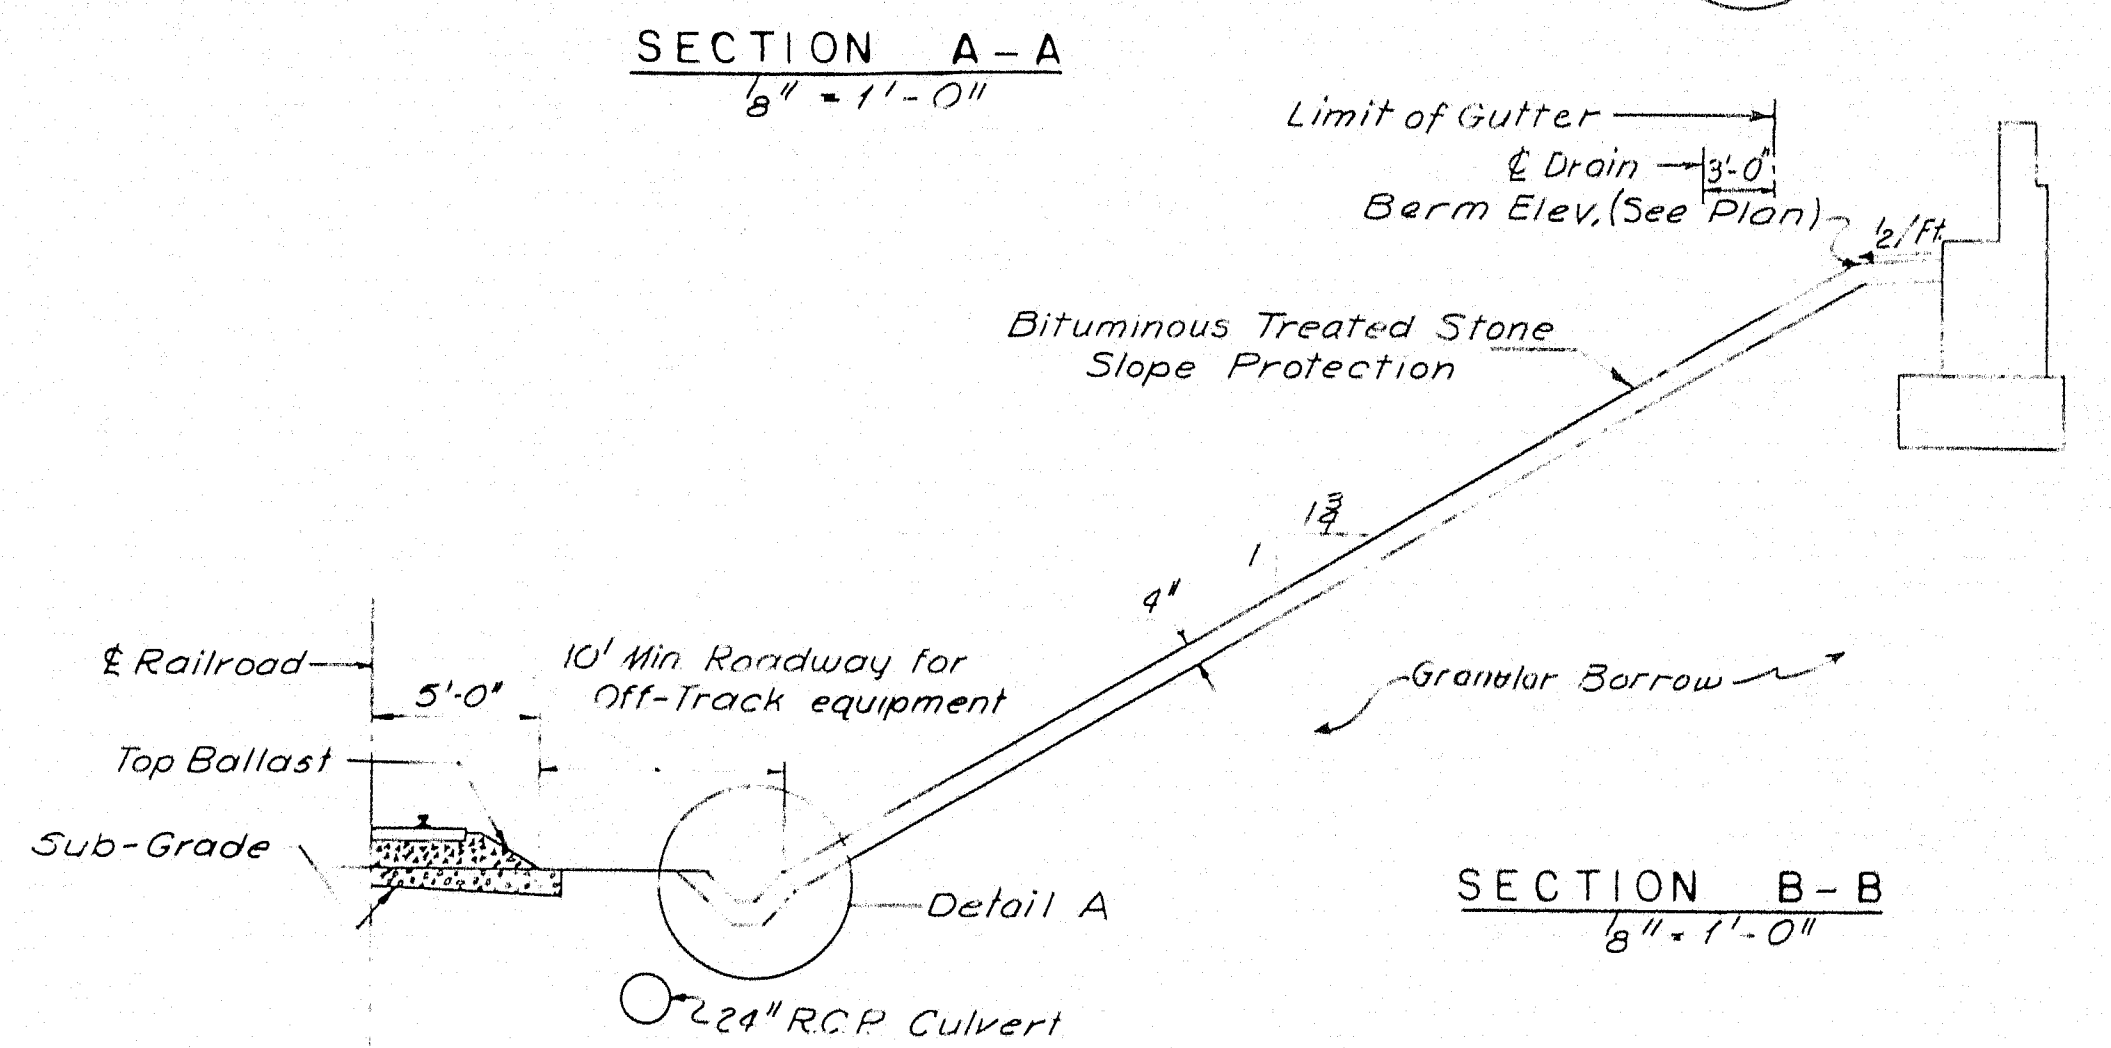 SECTION A-A
1/8" = 1'-0"
Limit of Gutter
℄ Drain
3'-0"
Berm Elev. (See Plan)
1/2/Ft.
Bituminous Treated Stone
Slope Protection
1 3/4
1
4"
℄ Railroad
10' Min. Roadway for
Off-Track equipment
5'-0"
Granular Borrow
Top Ballast
Sub-Grade
Detail A
SECTION B-B
1/8" = 1'-0"
24" R.C.P. Culvert